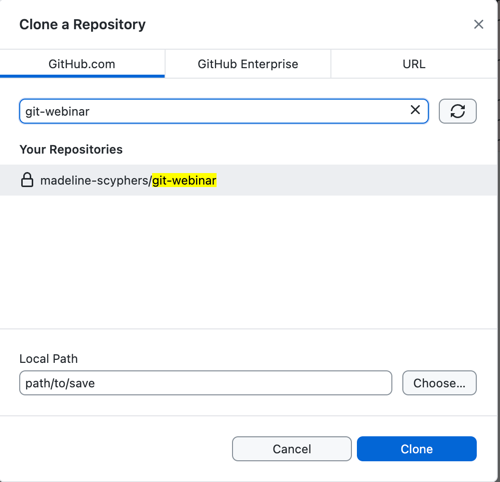 Clone a Repository
GitHub.com GitHub Enterprise URL
git-webinar
Your Repositories
madeline-scyphers/git-webinar
Local Path
path/to/save Choose...
Cancel Clone